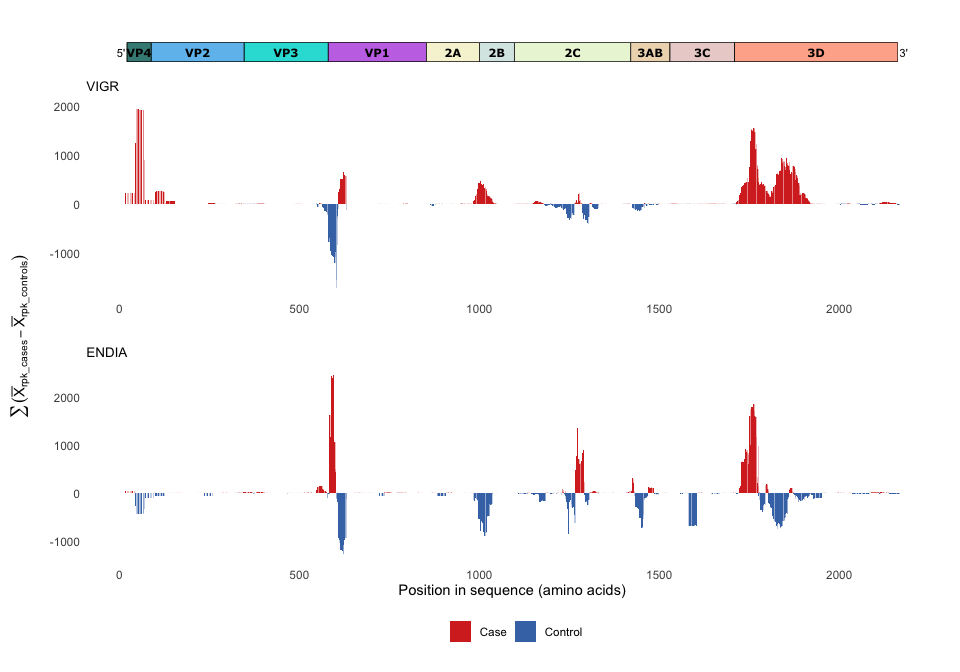 5' VP4 VP2 VP3 VP1 2A 2B 2C 3AB 3C 3D 3'
VIGR
2000
1000
0
-1000
0 500 1000 1500 2000
∑(X̅rpk_cases − X̅rpk_controls)
ENDIA
2000
1000
0
-1000
0 500 1000 1500 2000
Position in sequence (amino acids)
Case Control